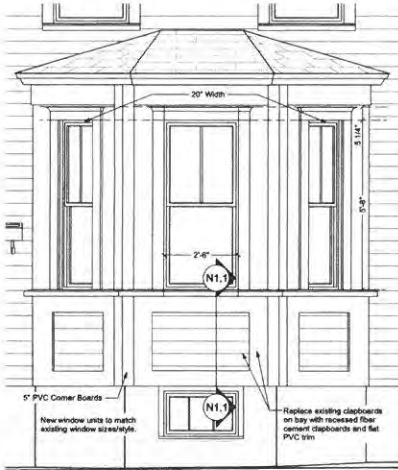 20" Width
5 1/4"
5'-8"
2'-6"
N1.1
N1.1
5" PVC Corner Boards
New window units to match
existing window sizes/style.
Replace existing clapboards
on bay with recessed fiber
cement clapboards and flat
PVC trim